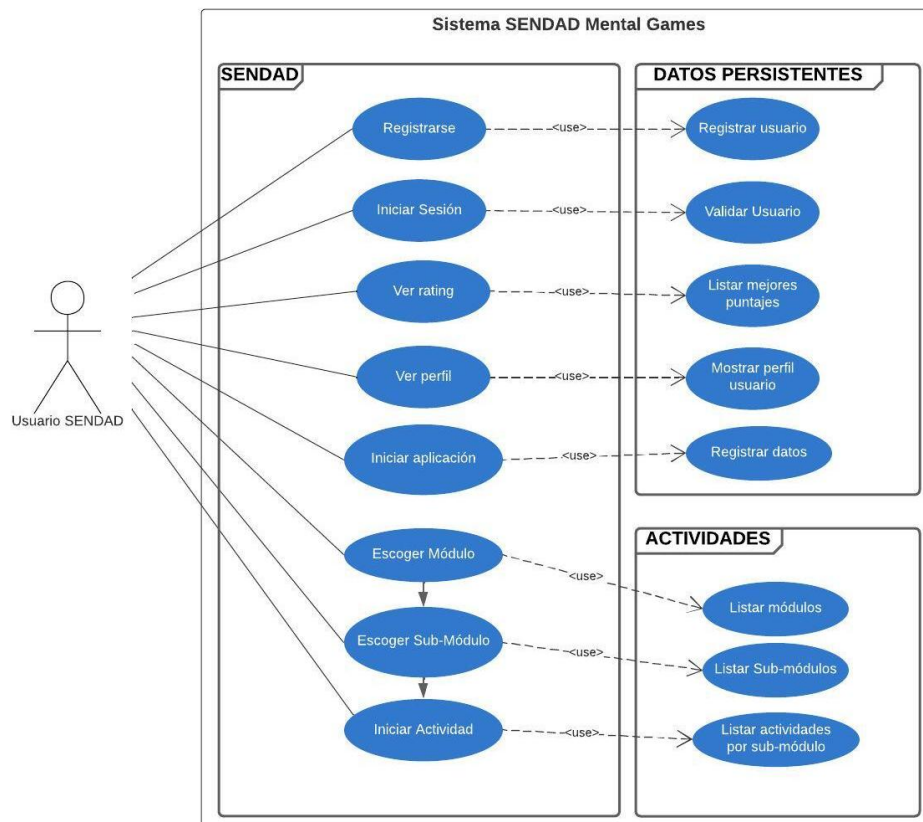 Sistema SENDAD Mental Games
SENDAD
DATOS PERSISTENTES
Registrarse
<use>
Registrar usuario
Iniciar Sesión
<use>
Validar Usuario
Ver rating
<use>
Listar mejores
puntajes
Ver perfil
<use>
Mostrar perfil
usuario
Usuario SENDAD
Iniciar aplicación
<use>
Registrar datos
ACTIVIDADES
Escoger Módulo
<use>
Listar módulos
Escoger Sub-Módulo
<use>
Listar Sub-módulos
Iniciar Actividad
<use>
Listar actividades
por sub-módulo